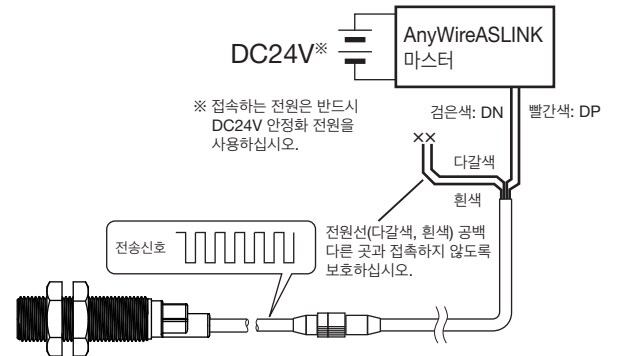 AnyWireASLINK
마스터
DC24V※
※ 접속하는 전원은 반드시
DC24V 안정화 전원을
사용하십시오.
검은색: DN
빨간색: DP
다갈색
흰색
전원선(다갈색, 흰색) 공백
다른 곳과 접촉하지 않도록
보호하십시오.
전송신호